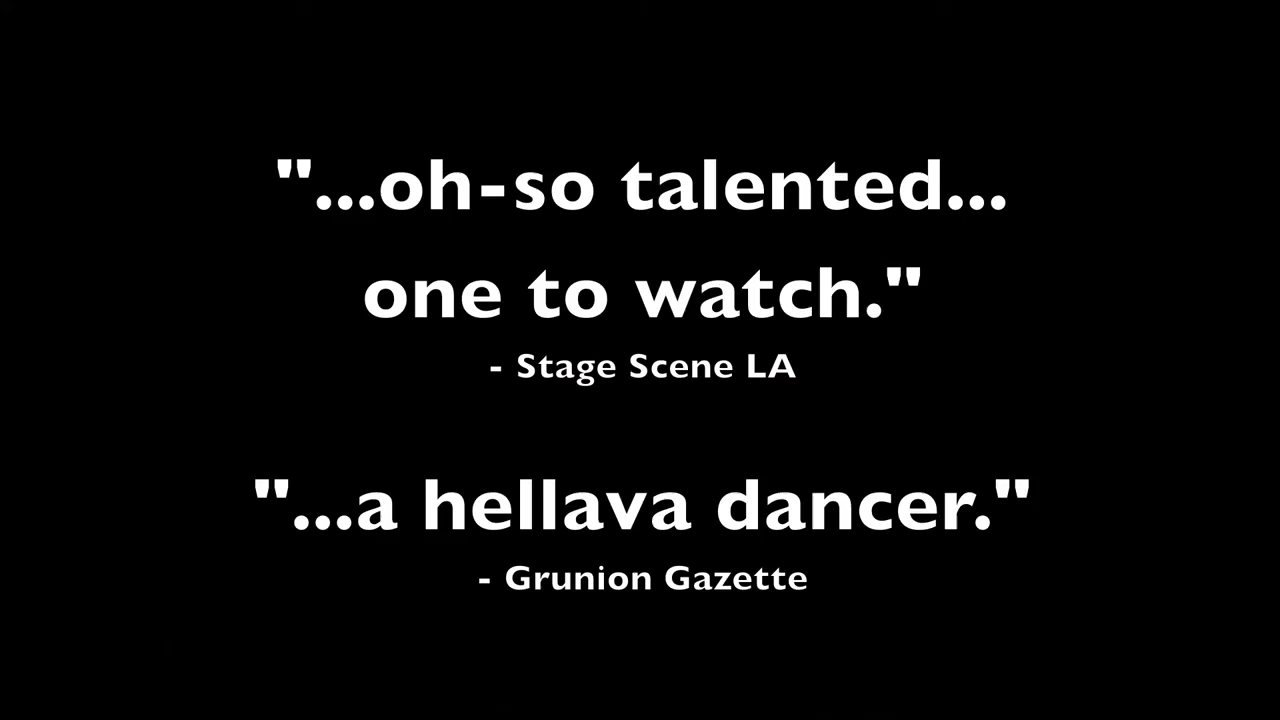 "...oh-so talented...
one to watch."
- Stage Scene LA
"...a hellava dancer."
- Grunion Gazette